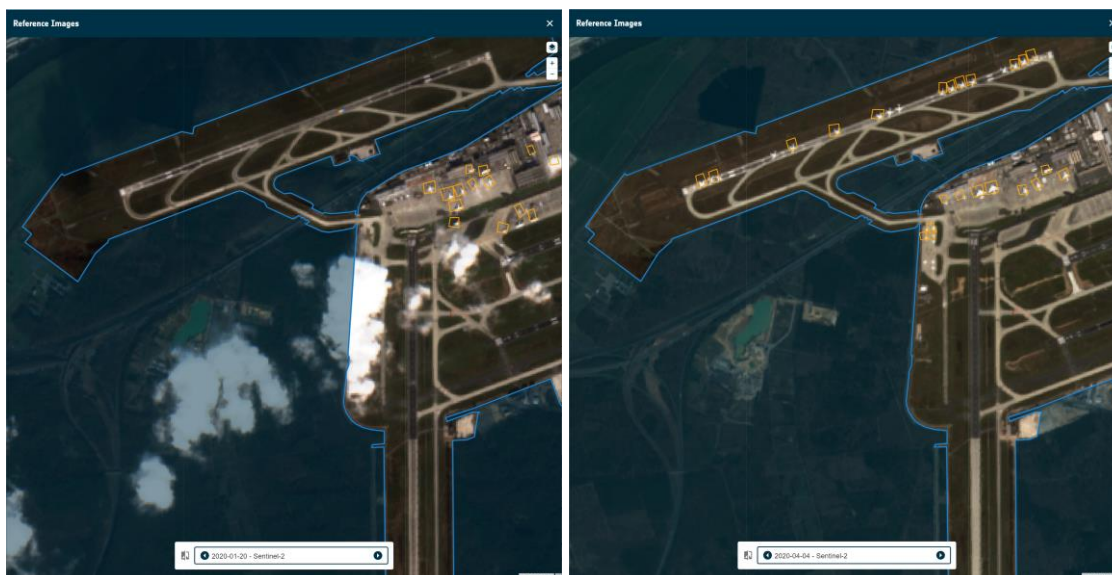 Reference Images
2020-01-20 - Sentinel-2
Reference Images
2020-04-04 - Sentinel-2